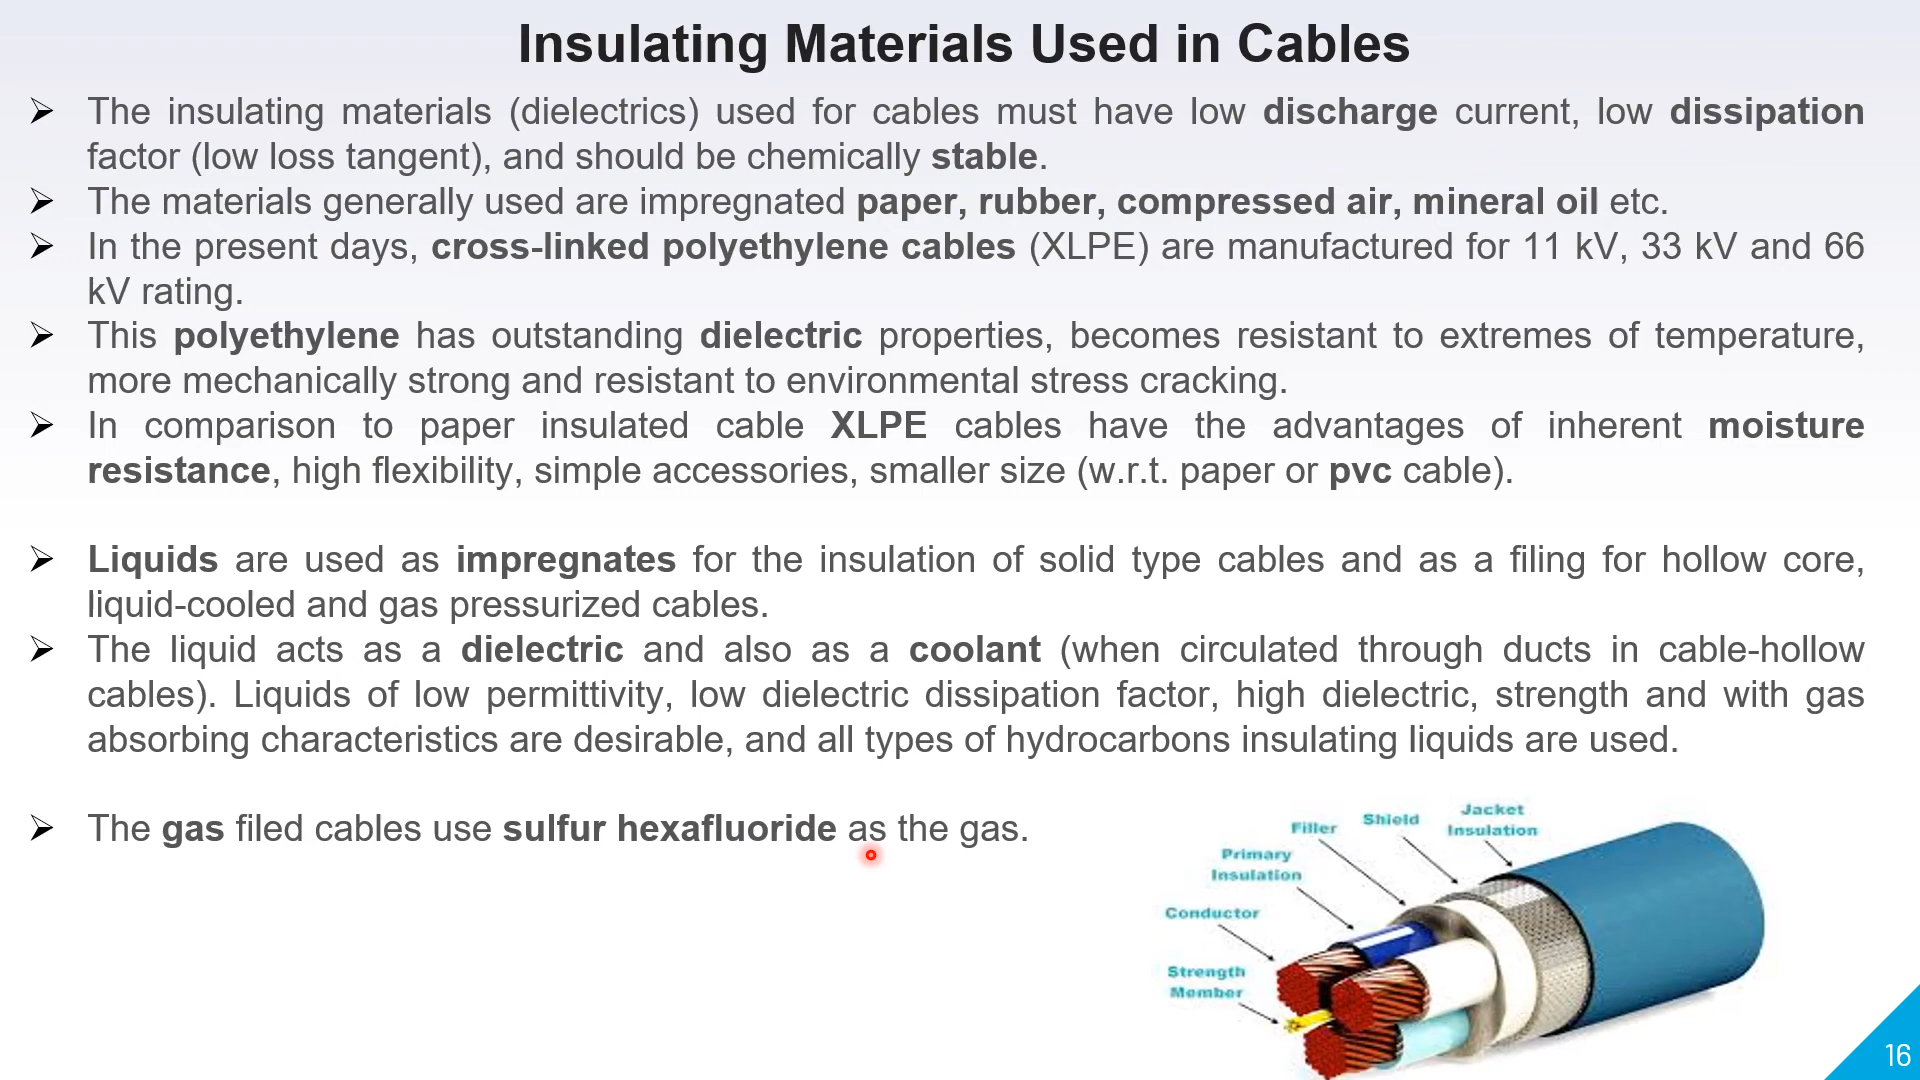 Insulating Materials Used in Cables
➢ The insulating materials (dielectrics) used for cables must have low discharge current, low dissipation
factor (low loss tangent), and should be chemically stable.
➢ The materials generally used are impregnated paper, rubber, compressed air, mineral oil etc.
➢ In the present days, cross-linked polyethylene cables (XLPE) are manufactured for 11 kV, 33 kV and 66
kV rating.
➢ This polyethylene has outstanding dielectric properties, becomes resistant to extremes of temperature,
more mechanically strong and resistant to environmental stress cracking.
➢ In comparison to paper insulated cable XLPE cables have the advantages of inherent moisture
resistance, high flexibility, simple accessories, smaller size (w.r.t. paper or pvc cable).
➢ Liquids are used as impregnates for the insulation of solid type cables and as a filing for hollow core,
liquid-cooled and gas pressurized cables.
➢ The liquid acts as a dielectric and also as a coolant (when circulated through ducts in cable-hollow
cables). Liquids of low permittivity, low dielectric dissipation factor, high dielectric, strength and with gas
absorbing characteristics are desirable, and all types of hydrocarbons insulating liquids are used.
➢ The gas filed cables use sulfur hexafluoride as the gas.
Jacket
Insulation
Shield
Filler
Primary
Insulation
Conductor
Strength
Member
16